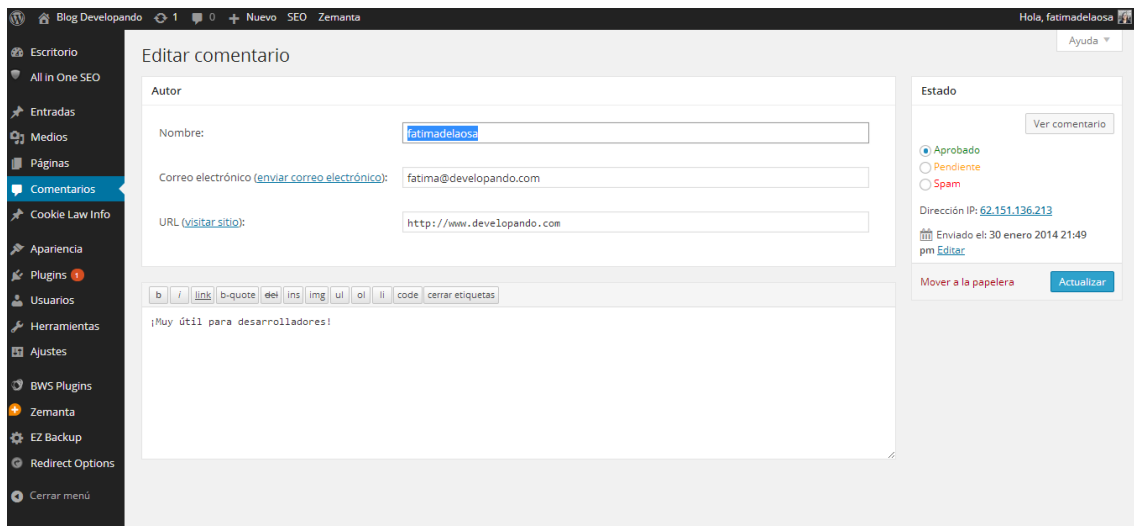 Blog Developando 1 0 + Nuevo SEO Zemanta Hola, fatimadelaosa
Ayuda
Escritorio
All in One SEO
Entradas
Medios
Páginas
Comentarios
Cookie Law Info
Apariencia
Plugins 1
Usuarios
Herramientas
Ajustes
BWS Plugins
Zemanta
EZ Backup
Redirect Options
Cerrar menú
Editar comentario
Autor
Nombre: fatimadelaosa
Correo electrónico (enviar correo electrónico): fatima@developando.com
URL (visitar sitio): http://www.developando.com
b i link b-quote del ins img ul ol li code cerrar etiquetas
¡Muy útil para desarrolladores!
Estado
Ver comentario
Aprobado
Pendiente
Spam
Dirección IP: 62.151.136.213
Enviado el: 30 enero 2014 21:49
pm Editar
Mover a la papelera Actualizar